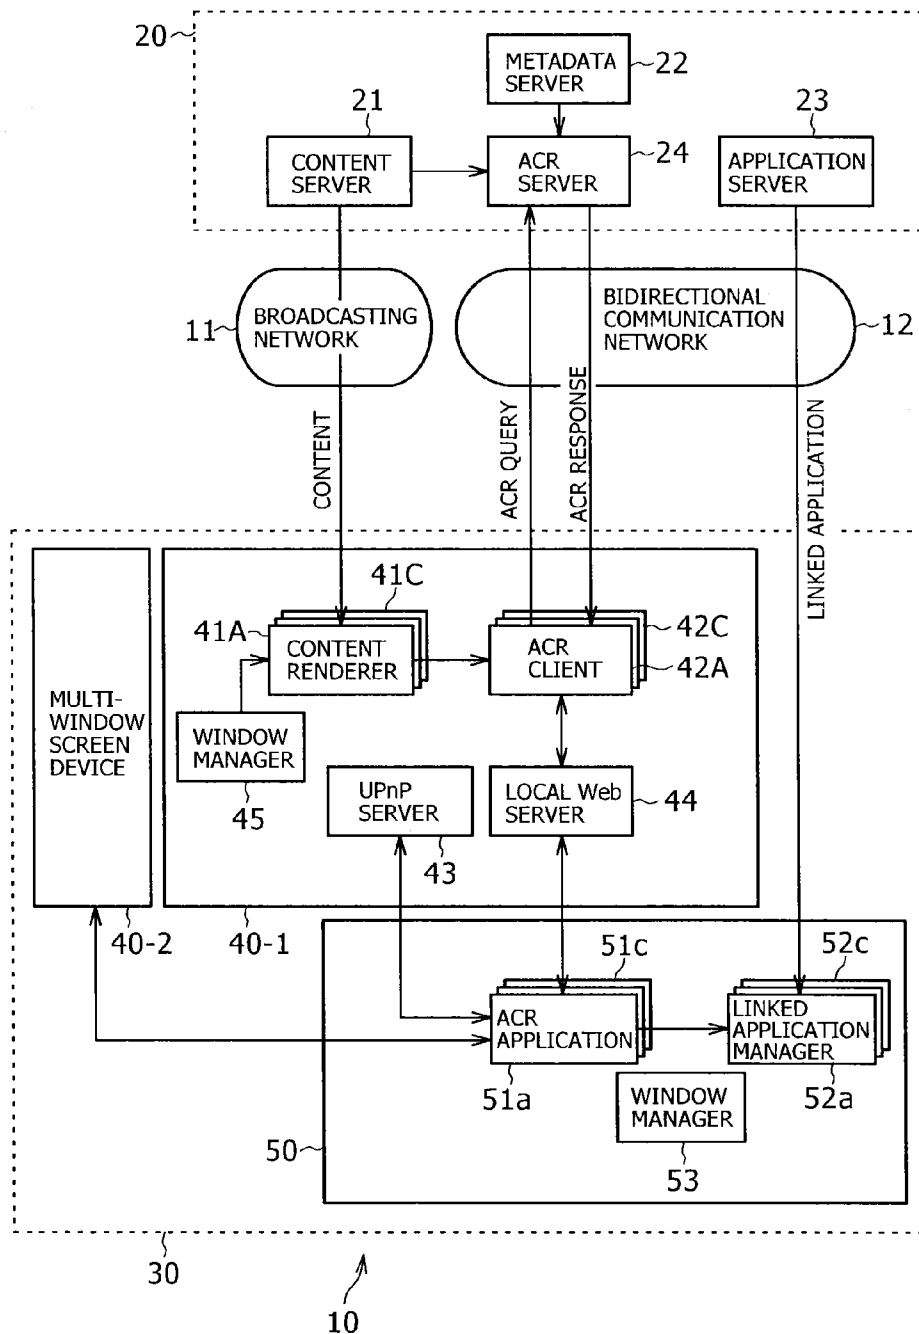 20
METADATA
SERVER
22
21
23
CONTENT
SERVER
ACR
SERVER
24
APPLICATION
SERVER
11
BROADCASTING
NETWORK
BIDIRECTIONAL
COMMUNICATION
NETWORK
12
CONTENT
ACR QUERY
ACR RESPONSE
LINKED APPLICATION
MULTI-
WINDOW
SCREEN
DEVICE
41C
41A
CONTENT
RENDERER
ACR
CLIENT
42C
42A
WINDOW
MANAGER
45
UPnP
SERVER
43
LOCAL Web
SERVER
44
40-2
40-1
51c
52c
ACR
APPLICATION
51a
LINKED
APPLICATION
MANAGER
52a
WINDOW
MANAGER
53
50
30
10